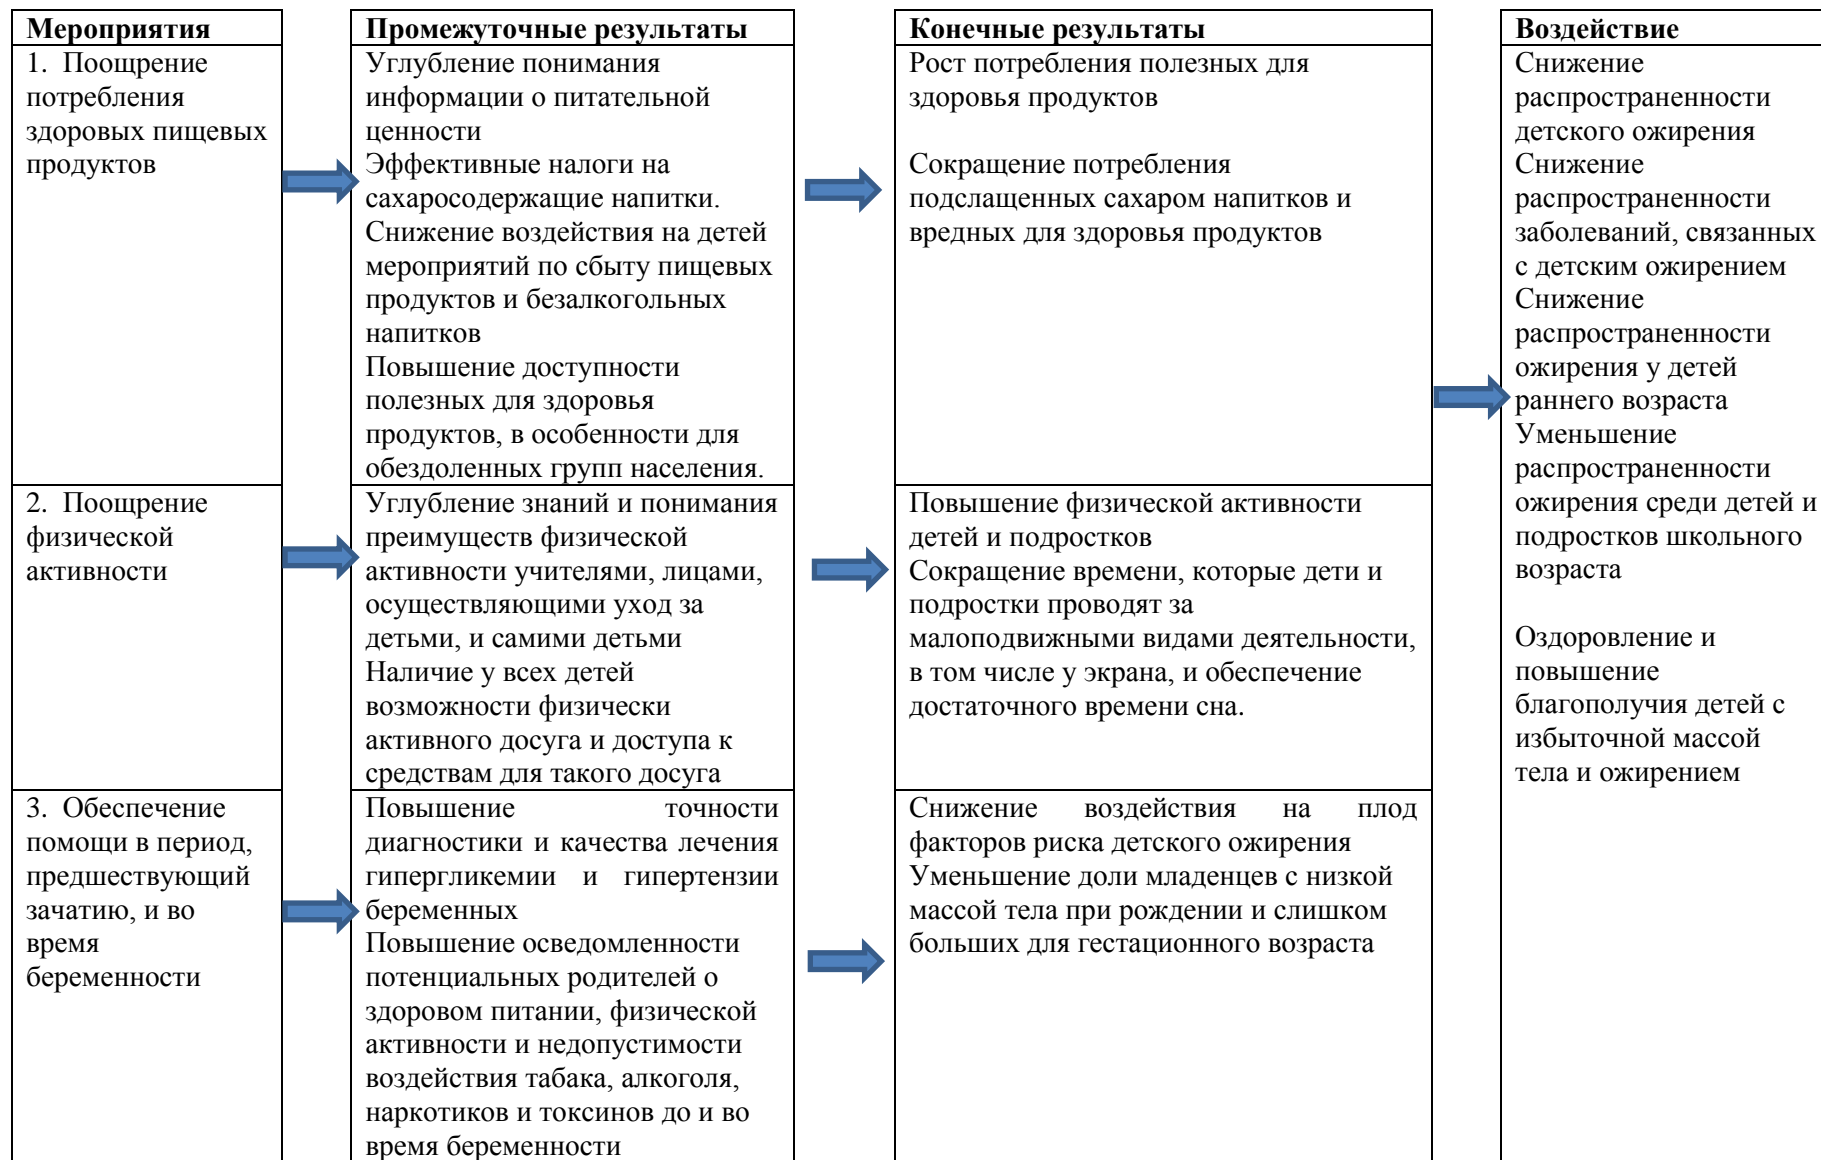 Мероприятия
1. Поощрение
потребления
здоровых пищевых
продуктов
Промежуточные результаты
Углубление понимания
информации о питательной
ценности
Эффективные налоги на
сахаросодержащие напитки.
Снижение воздействия на детей
мероприятий по сбыту пищевых
продуктов и безалкогольных
напитков
Повышение доступности
полезных для здоровья
продуктов, в особенности для
обездоленных групп населения.
Конечные результаты
Рост потребления полезных для
здоровья продуктов
Сокращение потребления
подслащенных сахаром напитков и
вредных для здоровья продуктов
2. Поощрение
физической
активности
Углубление знаний и понимания
преимуществ физической
активности учителями, лицами,
осуществляющими уход за
детьми, и самими детьми
Наличие у всех детей
возможности физически
активного досуга и доступа к
средствам для такого досуга
Повышение физической активности
детей и подростков
Сокращение времени, которые дети и
подростки проводят за
малоподвижными видами деятельности,
в том числе у экрана, и обеспечение
достаточного времени сна.
3. Обеспечение
помощи в период,
предшествующий
зачатию, и во
время
беременности
Повышение точности
диагностики и качества лечения
гипергликемии и гипертензии
беременных
Повышение осведомленности
потенциальных родителей о
здоровом питании, физической
активности и недопустимости
воздействия табака, алкоголя,
наркотиков и токсинов до и во
время беременности
Снижение воздействия на плод
факторов риска детского ожирения
Уменьшение доли младенцев с низкой
массой тела при рождении и слишком
больших для гестационного возраста
Воздействие
Снижение
распространенности
детского ожирения
Снижение
распространенности
заболеваний, связанных
с детским ожирением
Снижение
распространенности
ожирения у детей
раннего возраста
Уменьшение
распространенности
ожирения среди детей и
подростков школьного
возраста
Оздоровление и
повышение
благополучия детей с
избыточной массой
тела и ожирением